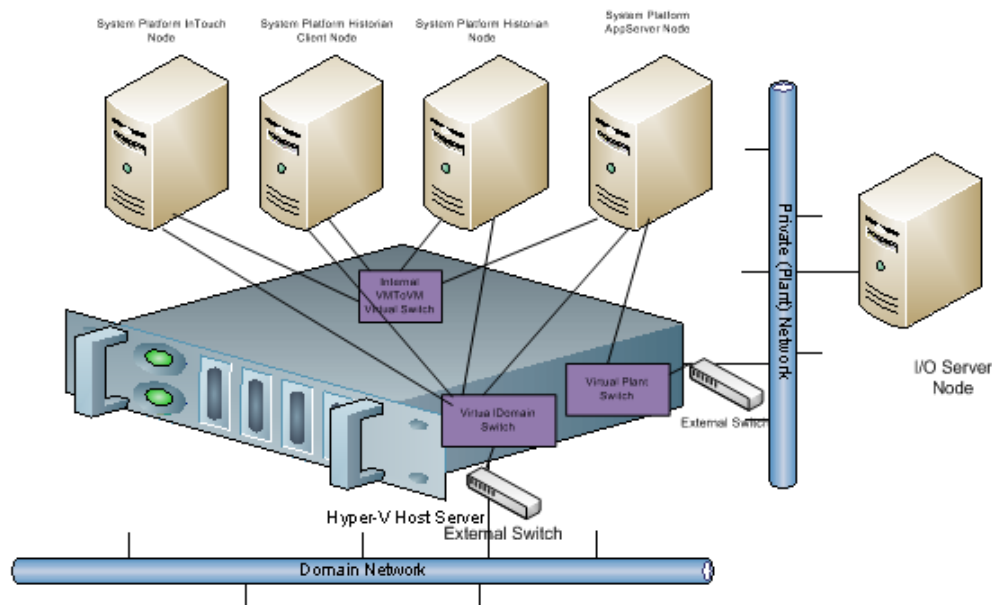 System Platform InTouch
Node
System Platform Historian
Client Node
System Platform Historian
Node
System Platform
AppServer Node
Internal
VMToVM
Virtual Switch
Private (Plant) Network
I/O Server
Node
Virtual Plant
Switch
External Switch
Virtua lDomain
Switch
Hyper-V Host Server
External Switch
Domain Network